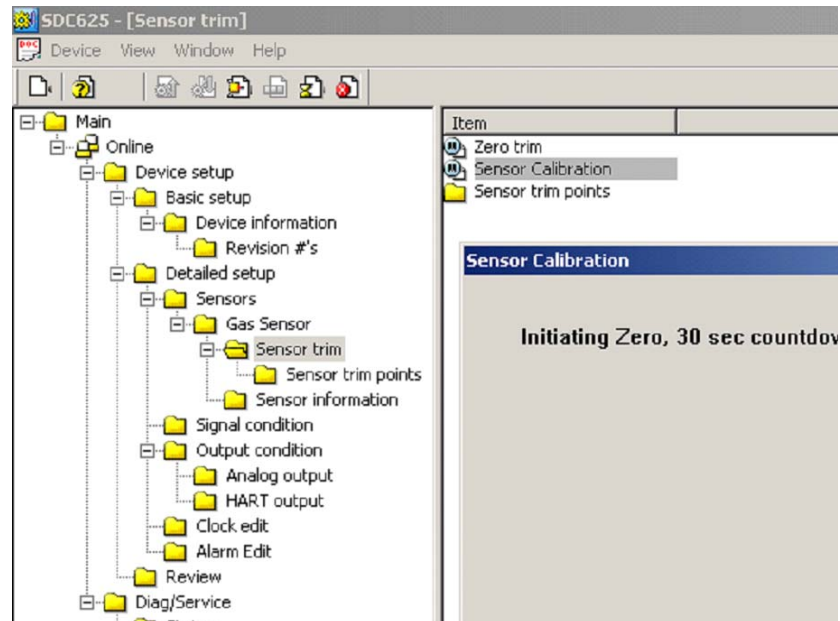 SDC625 - [Sensor trim]
Device View Window Help
Main
Online
Device setup
Basic setup
Device information
Revision #'s
Detailed setup
Sensors
Gas Sensor
Sensor trim
Sensor trim points
Sensor information
Signal condition
Output condition
Analog output
HART output
Clock edit
Alarm Edit
Review
Diag/Service
Item
Zero trim
Sensor Calibration
Sensor trim points
Sensor Calibration
Initiating Zero, 30 sec countdov